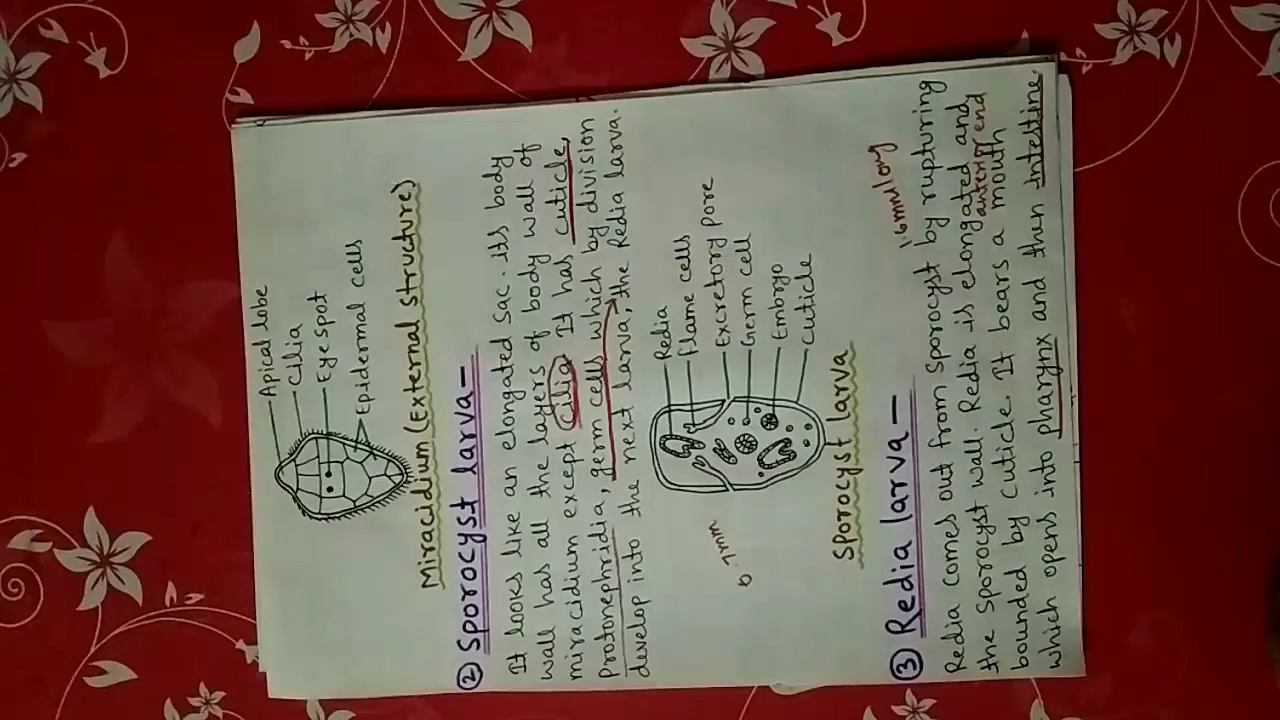 Apical lobe
Cilia
Eye spot
Epidermal cells
Miracidium (External structure)
② Sporocyst larva-
It looks like an elongated sac. Its body
wall has all the layers of body wall of
miracidium except cilia. It has cuticle,
Protonephridia, germ cells which by division
develop into the next larva, the Redia larva.
Redia
Flame cells
Excretory pore
Germ cell
Embryo
Cuticle
0.7mm
Sporocyst larva
③ Redia larva-
1.6mm long
Redia comes out from sporocyst by rupturing
the sporocyst wall. Redia is elongated and
anterior end
bounded by cuticle. It bears a mouth
which opens into pharynx and then intestine